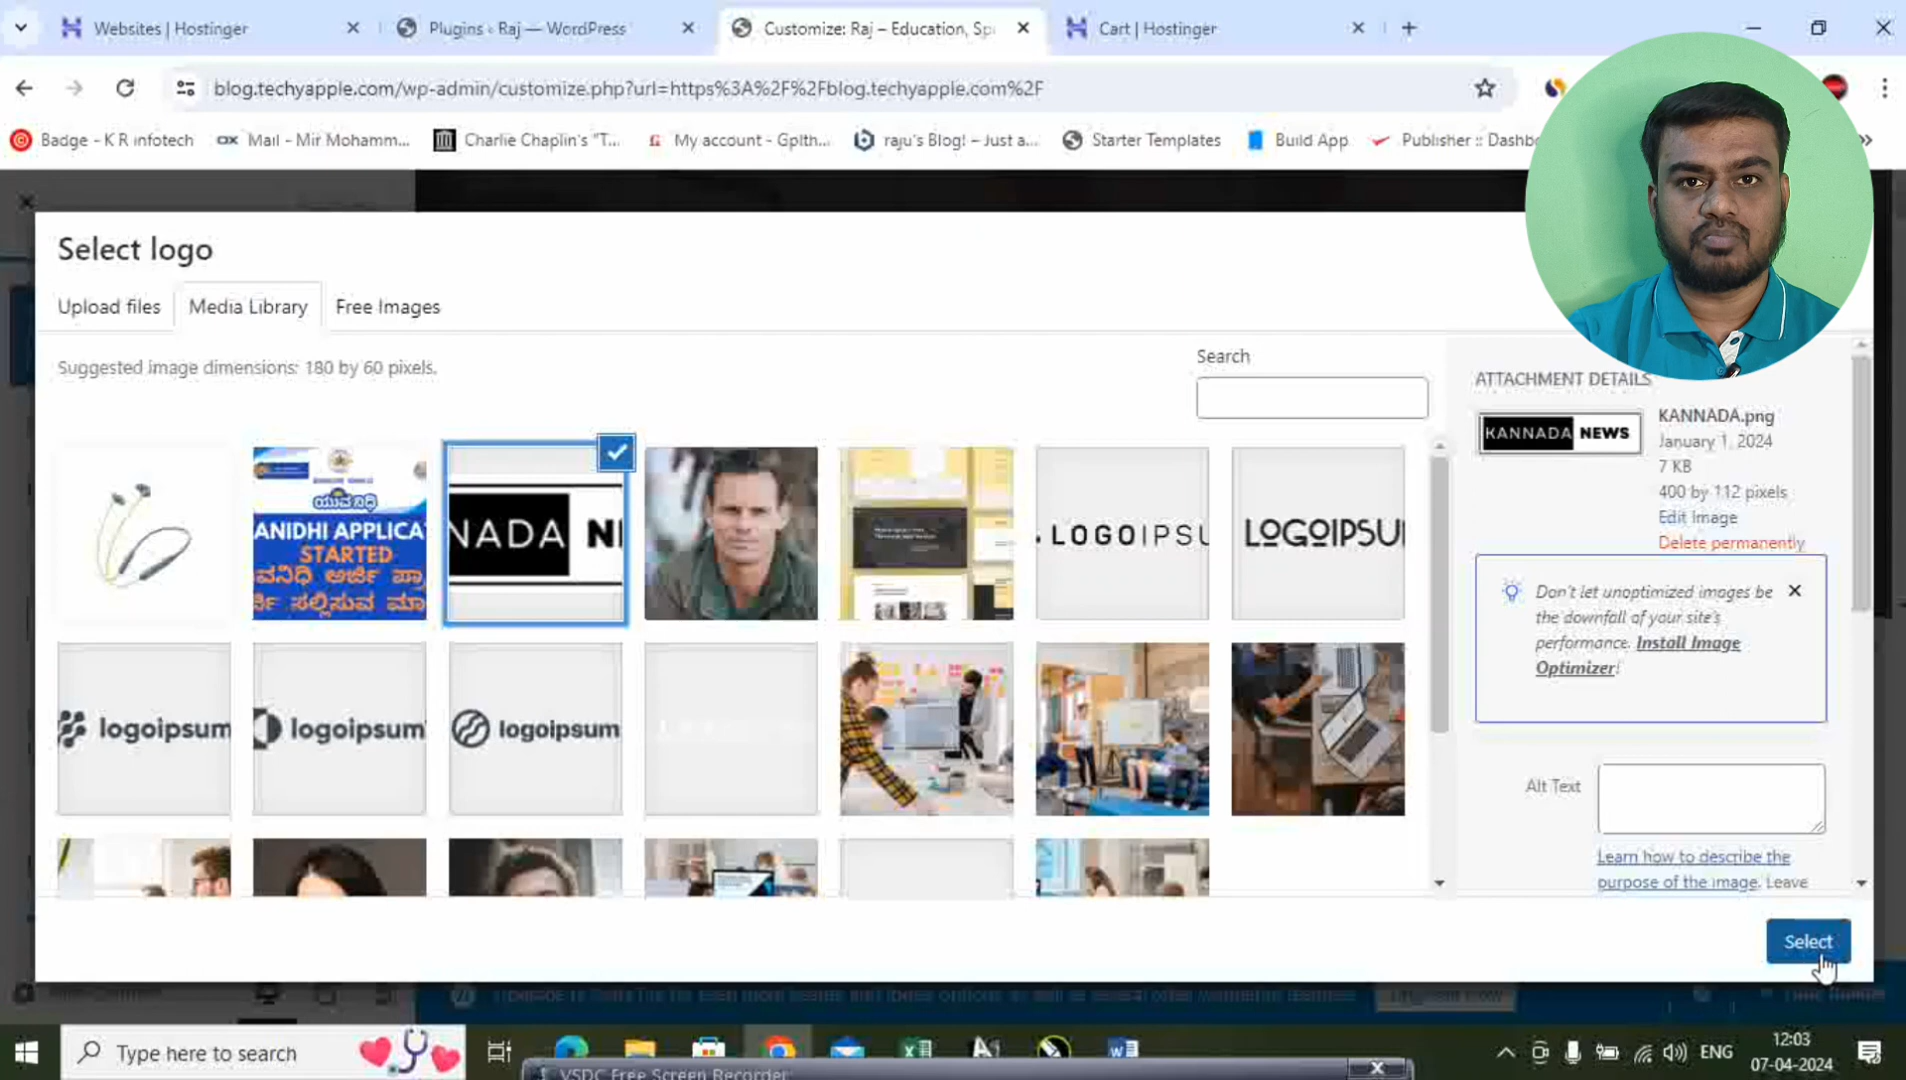 Websites | Hostinger
Plugins ‹ Raj — WordPress
Customize: Raj – Education, Sp
Cart | Hostinger
blog.techyapple.com/wp-admin/customize.php?url=https%3A%2F%2Fblog.techyapple.com%2F
Badge - K R infotech
Mail - Mir Mohamm...
Charlie Chaplin's "T...
My account - Gplth...
raju's Blog! – Just a...
Starter Templates
Build App
Publisher :: Dashb
Select logo
Upload files
Media Library
Free Images
Suggested image dimensions: 180 by 60 pixels.
Search
ATTACHMENT DETAILS
KANNADA NEWS
KANNADA.png
January 1, 2024
7 KB
400 by 112 pixels
Edit Image
Delete permanently
ಯುವನಿಧಿ
ANIDHI APPLICA
STARTED
ವನಿಧಿ ಅರ್ಜಿ ಪ್ರಾ
ರ್ಜಿ ಸಲ್ಲಿಸುವ ಮಾ
NADA N
LOGOIPSU
LOGOIPSU
Don't let unoptimized images be
the downfall of your site's
performance. Install Image
Optimizer!
logoipsum
logoipsum
logoipsum
Alt Text
Learn how to describe the
purpose of the image. Leave
Select
Type here to search
VSDC Free Screen Recorder
ENG
12:03
07-04-2024